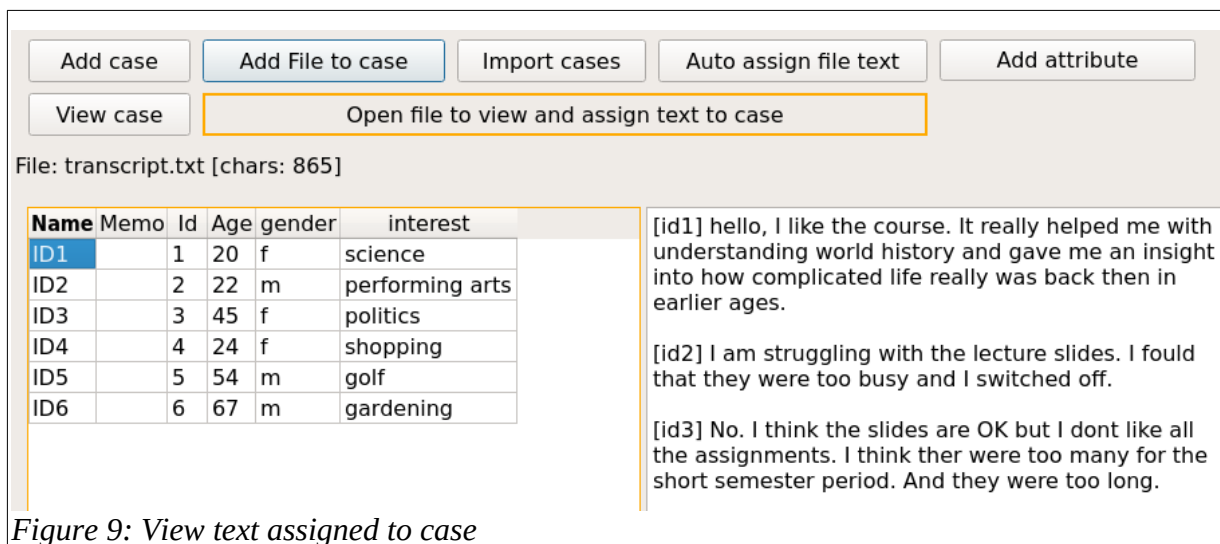 Add case Add File to case Import cases Auto assign file text Add attribute
View case Open file to view and assign text to case
File: transcript.txt [chars: 865]
Name Memo Id Age gender interest
ID1 1 20 f science
ID2 2 22 m performing arts
ID3 3 45 f politics
ID4 4 24 f shopping
ID5 5 54 m golf
ID6 6 67 m gardening
[id1] hello, I like the course. It really helped me with
understanding world history and gave me an insight
into how complicated life really was back then in
earlier ages.
[id2] I am struggling with the lecture slides. I fould
that they were too busy and I switched off.
[id3] No. I think the slides are OK but I dont like all
the assignments. I think ther were too many for the
short semester period. And they were too long.
Figure 9: View text assigned to case